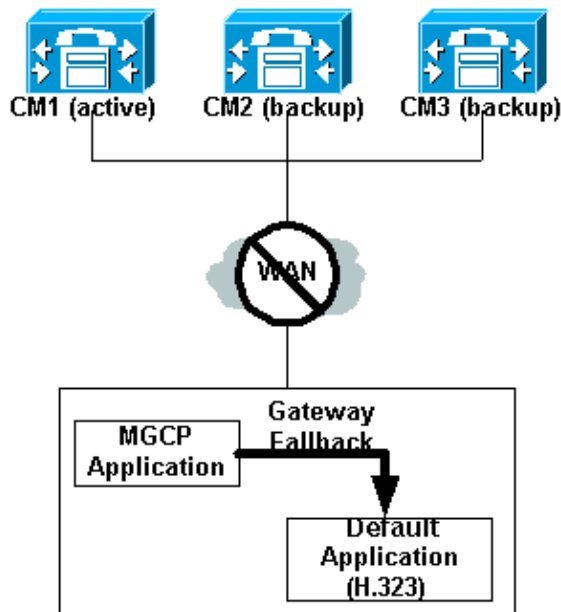 CM1 (active) CM2 (backup) CM3 (backup)
WAN
Gateway
Fallback
MGCP
Application
Default
Application
(H.323)